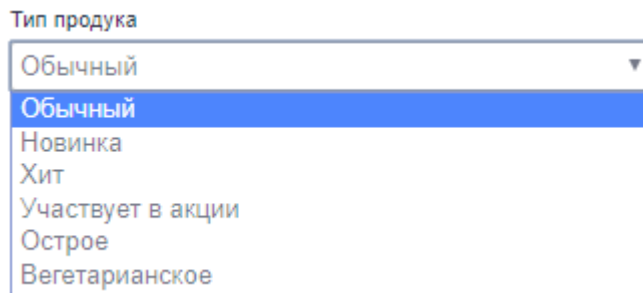 Тип продука
Обычный
Обычный
Новинка
Хит
Участвует в акции
Острое
Вегетарианское